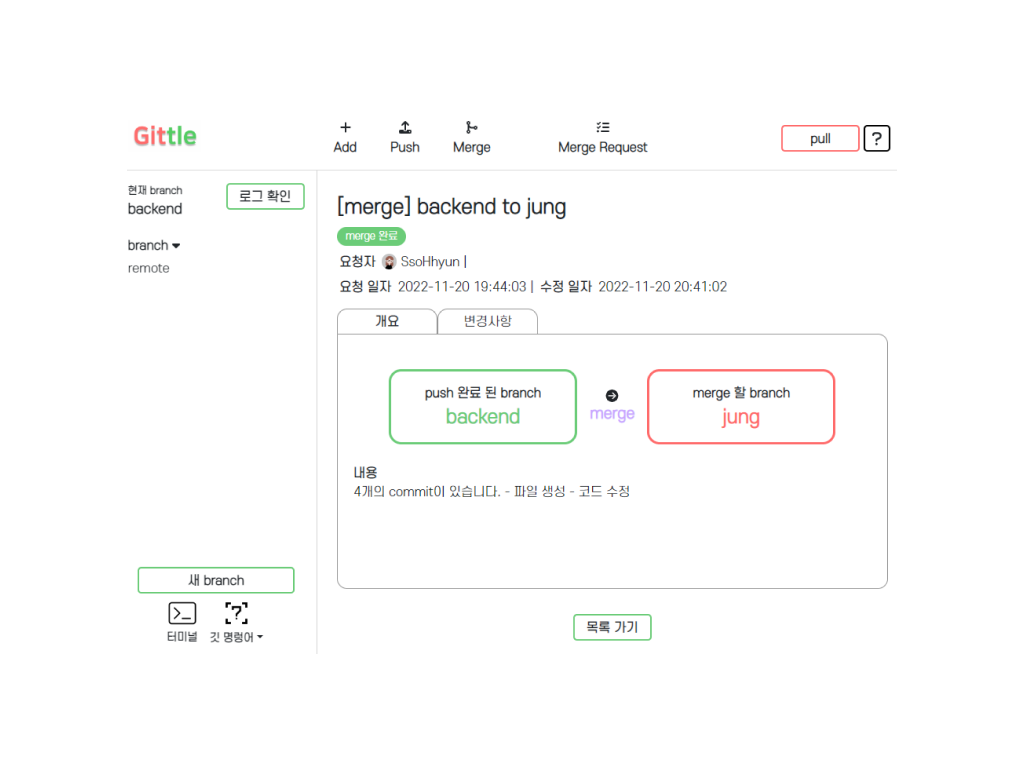 Gittle
Add
Push
Merge
Merge Request
pull
?
현재 branch
backend
로그 확인
branch
remote
[merge] backend to jung
merge 완료
요청자 SsoHhyun |
요청 일자 2022-11-20 19:44:03 | 수정 일자 2022-11-20 20:41:02
개요
변경사항
push 완료 된 branch
backend
merge
merge 할 branch
jung
내용
4개의 commit이 있습니다. - 파일 생성 - 코드 수정
새 branch
터미널
깃 명령어
목록 가기